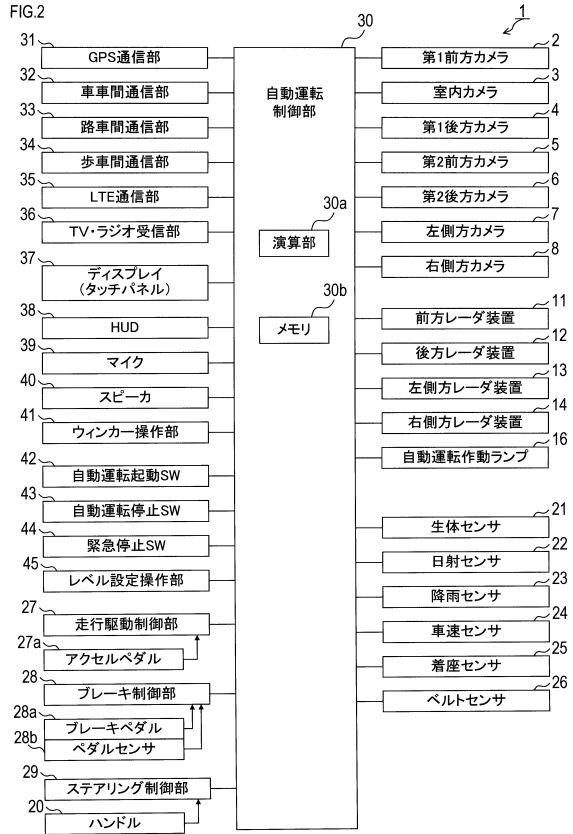 FIG.2
1
30
自動運転
制御部
30a
演算部
30b
メモリ
31
GPS通信部
32
車車間通信部
33
路車間通信部
34
歩車間通信部
35
LTE通信部
36
TV・ラジオ受信部
37
ディスプレイ
(タッチパネル)
38
HUD
39
マイク
40
スピーカ
41
ウィンカー操作部
42
自動運転起動SW
43
自動運転停止SW
44
緊急停止SW
45
レベル設定操作部
27
走行駆動制御部
27a
アクセルペダル
28
ブレーキ制御部
28a
ブレーキペダル
28b
ペダルセンサ
29
ステアリング制御部
20
ハンドル
2
第1前方カメラ
3
室内カメラ
4
第1後方カメラ
5
第2前方カメラ
6
第2後方カメラ
7
左側方カメラ
8
右側方カメラ
11
前方レーダ装置
12
後方レーダ装置
13
左側方レーダ装置
14
右側方レーダ装置
16
自動運転作動ランプ
21
生体センサ
22
日射センサ
23
降雨センサ
24
車速センサ
25
着座センサ
26
ベルトセンサ